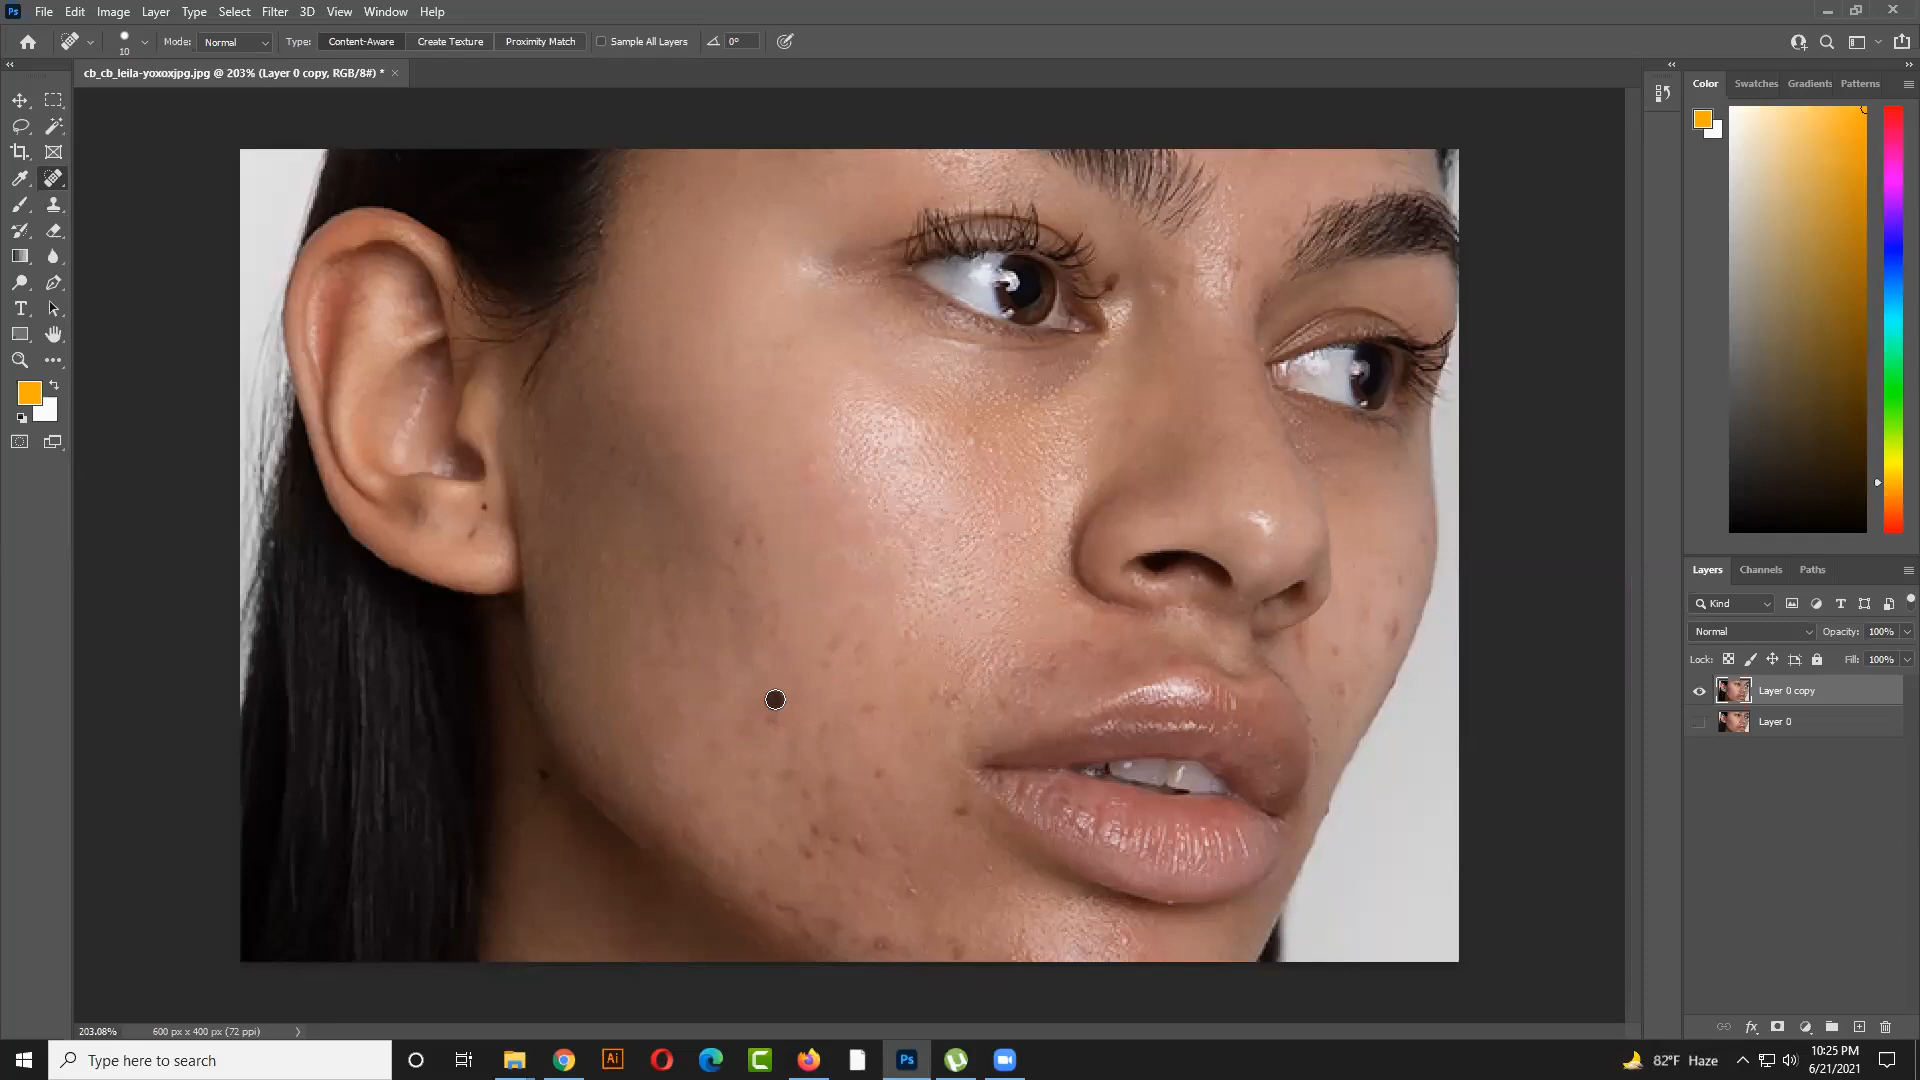 Ps File Edit Image Layer Type Select Filter 3D View Window Help
10 Mode: Normal Type: Content-Aware Create Texture Proximity Match Sample All Layers 0°
cb_cb_leila-yoxoxjpg.jpg @ 203% (Layer 0 copy, RGB/8#) *
Color Swatches Gradients Patterns
Layers Channels Paths
Kind
Normal Opacity: 100%
Lock: Fill: 100%
Layer 0 copy
Layer 0
203.08% 600 px x 400 px (72 ppi)
Type here to search
Ai
Ps
82°F Haze
10:25 PM
6/21/2021